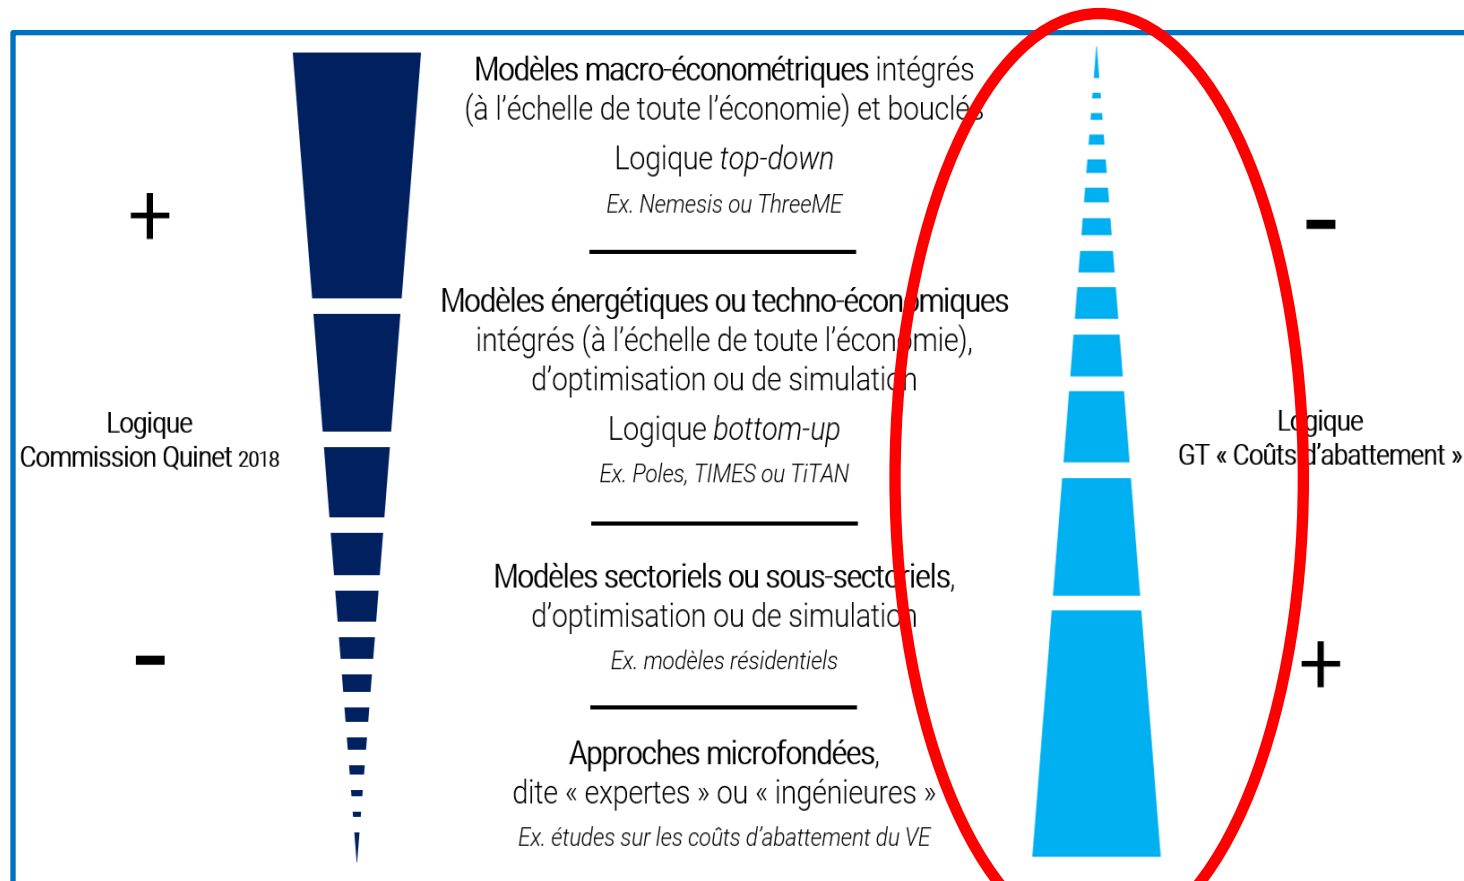 Modèles macro-économétriques intégrés
(à l'échelle de toute l'économie) et bouclés
Logique top-down
Ex. Nemesis ou ThreeME
+
-
Modèles énergétiques ou techno-économiques
intégrés (à l'échelle de toute l'économie),
d'optimisation ou de simulation
Logique bottom-up
Ex. Poles, TIMES ou TiTAN
Logique
Commission Quinet 2018
Logique
GT « Coûts d'abattement »
Modèles sectoriels ou sous-sectoriels,
d'optimisation ou de simulation
Ex. modèles résidentiels
-
+
Approches microfondées,
dite « expertes » ou « ingénieures »
Ex. études sur les coûts d'abattement du VE